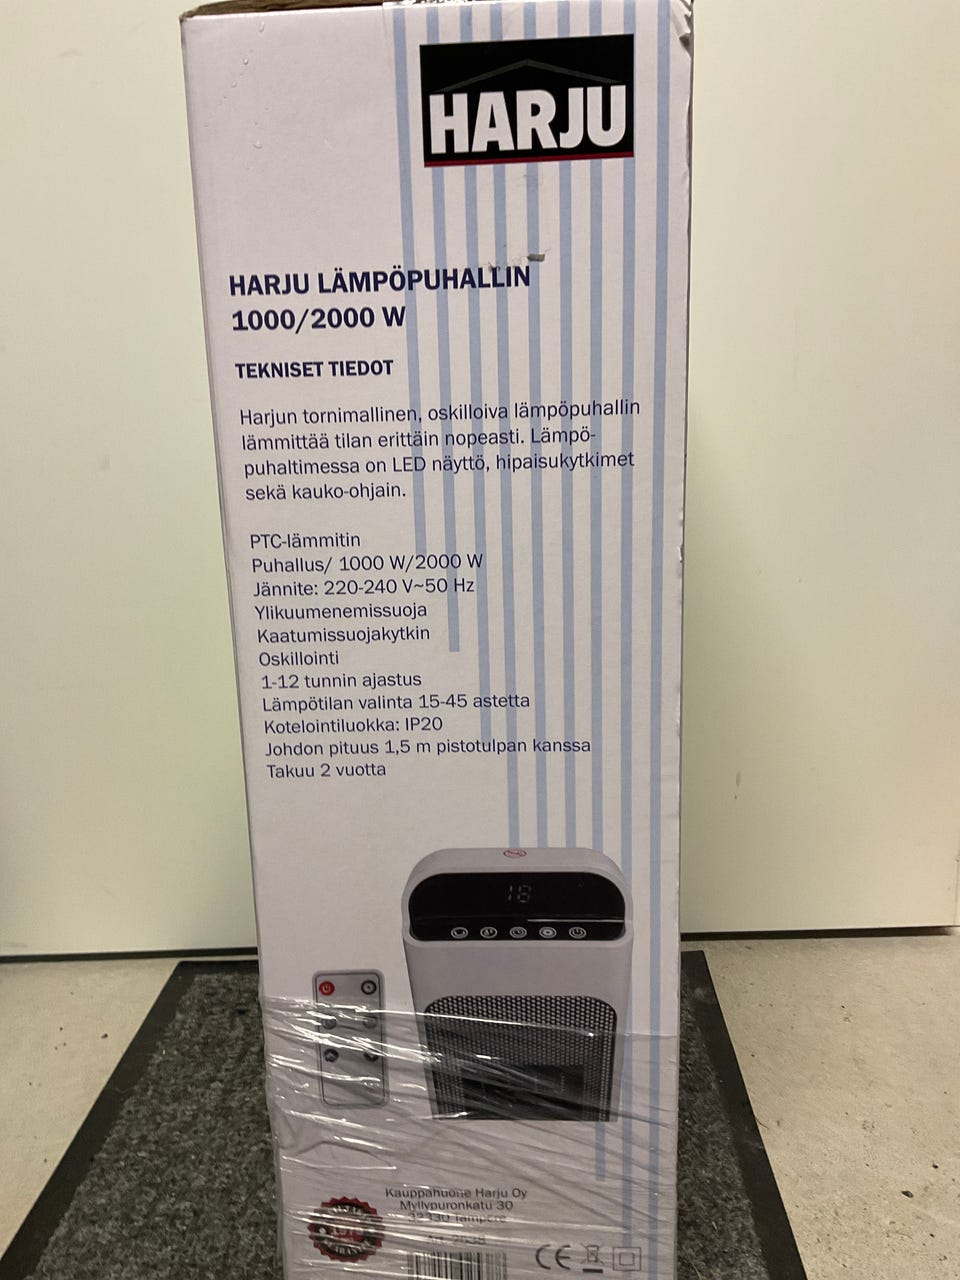 HARJU
HARJU LÄMPÖPUHALLIN
1000/2000 W
TEKNISET TIEDOT
Harjun tornimallinen, oskilloiva lämpöpuhallin
lämmittää tilan erittäin nopeasti. Lämpö-
puhaltimessa on LED näyttö, hipaisukytkimet
sekä kauko-ohjain.
PTC-lämmitin
Puhallus/ 1000 W/2000 W
Jännite: 220-240 V~50 Hz
Ylikuumenemissuoja
Kaatumissuojakytkin
Oskillointi
1-12 tunnin ajastus
Lämpötilan valinta 15-45 astetta
Kotelointiluokka: IP20
Johdon pituus 1,5 m pistotulpan kanssa
Takuu 2 vuotta
18
Kauppahuone Harju Oy
Myllypuronkatu 30
33330 Tampere
CE